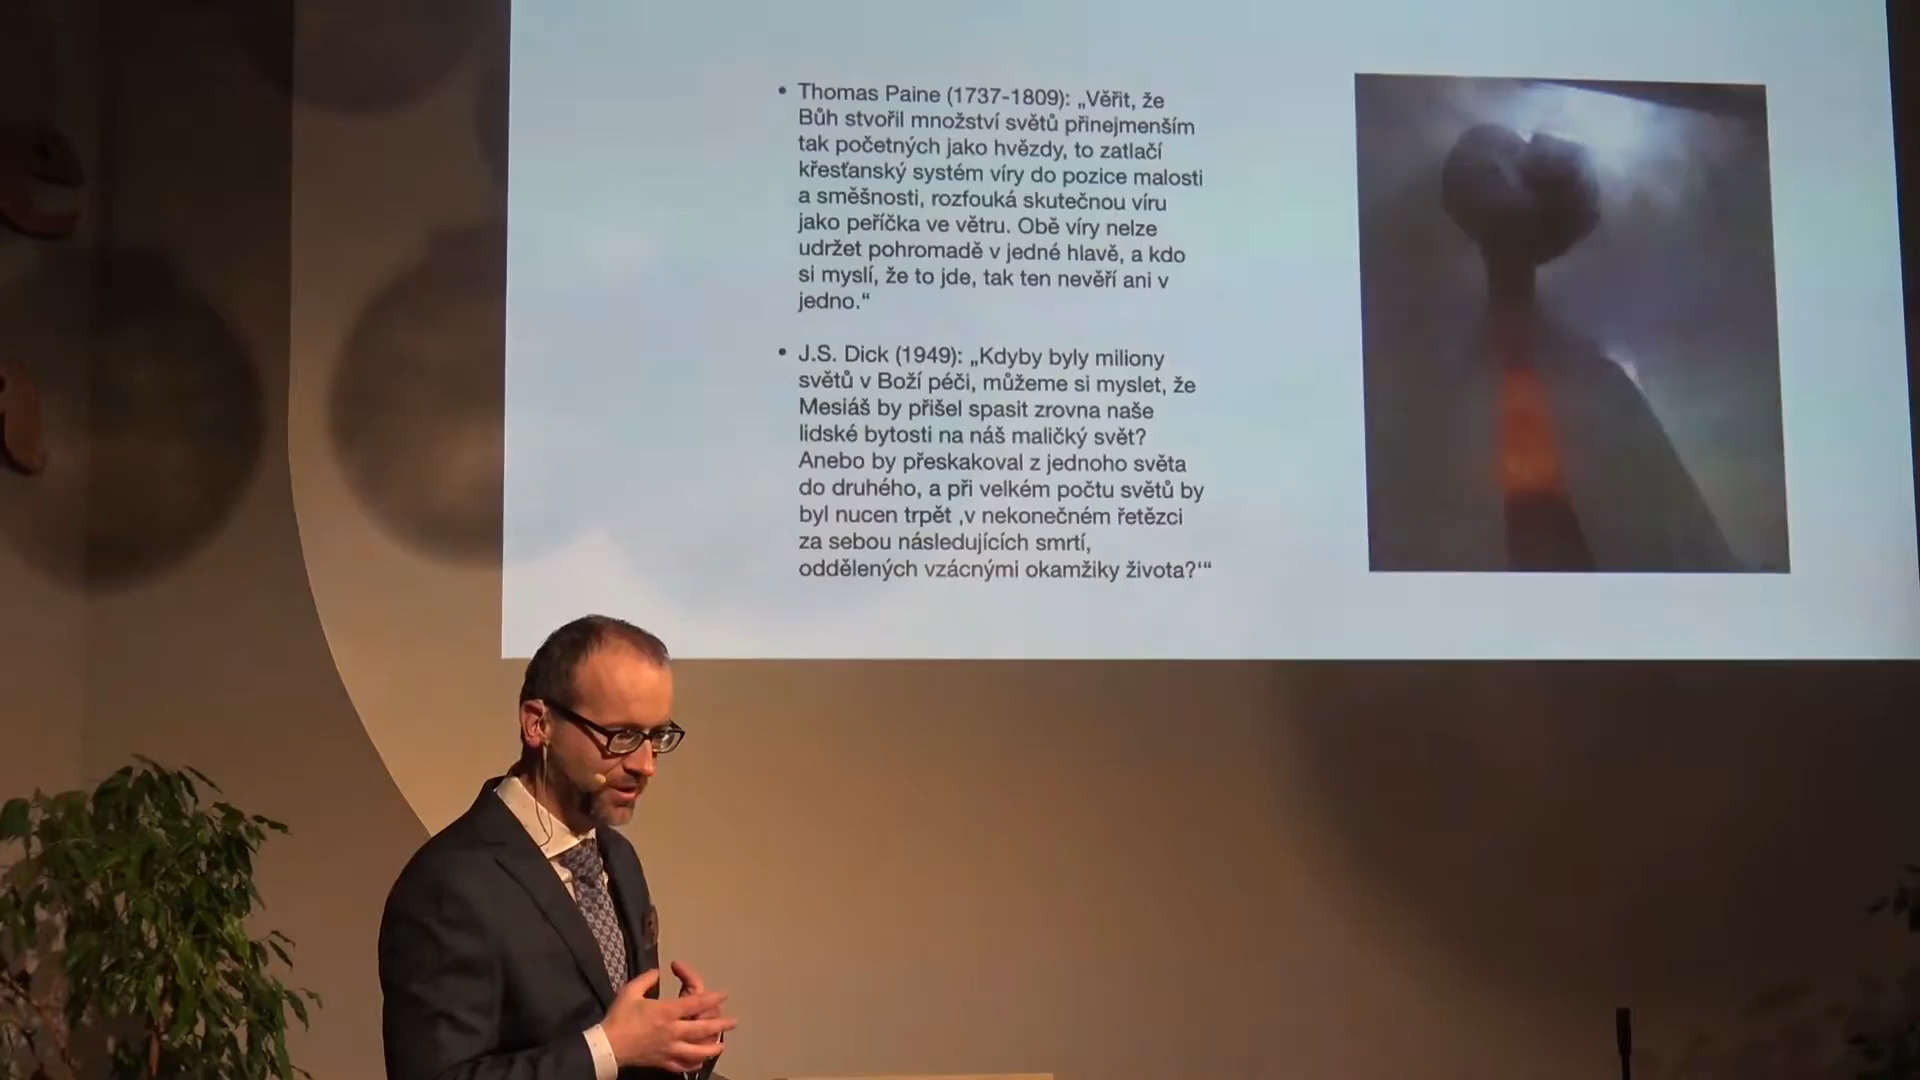 • Thomas Paine (1737-1809): „Věřit, že
Bůh stvořil množství světů přinejmenším
tak početných jako hvězdy, to zatlačí
křesťanský systém víry do pozice malosti
a směšnosti, rozfouká skutečnou víru
jako peříčka ve větru. Obě víry nelze
udržet pohromadě v jedné hlavě, a kdo
si myslí, že to jde, tak ten nevěří ani v
jedno.“
• J.S. Dick (1949): „Kdyby byly miliony
světů v Boží péči, můžeme si myslet, že
Mesiáš by přišel spasit zrovna naše
lidské bytosti na náš maličký svět?
Anebo by přeskakoval z jednoho světa
do druhého, a při velkém počtu světů by
byl nucen trpět ‚v nekonečném řetězci
za sebou následujících smrtí,
oddělených vzácnými okamžiky života?‘“